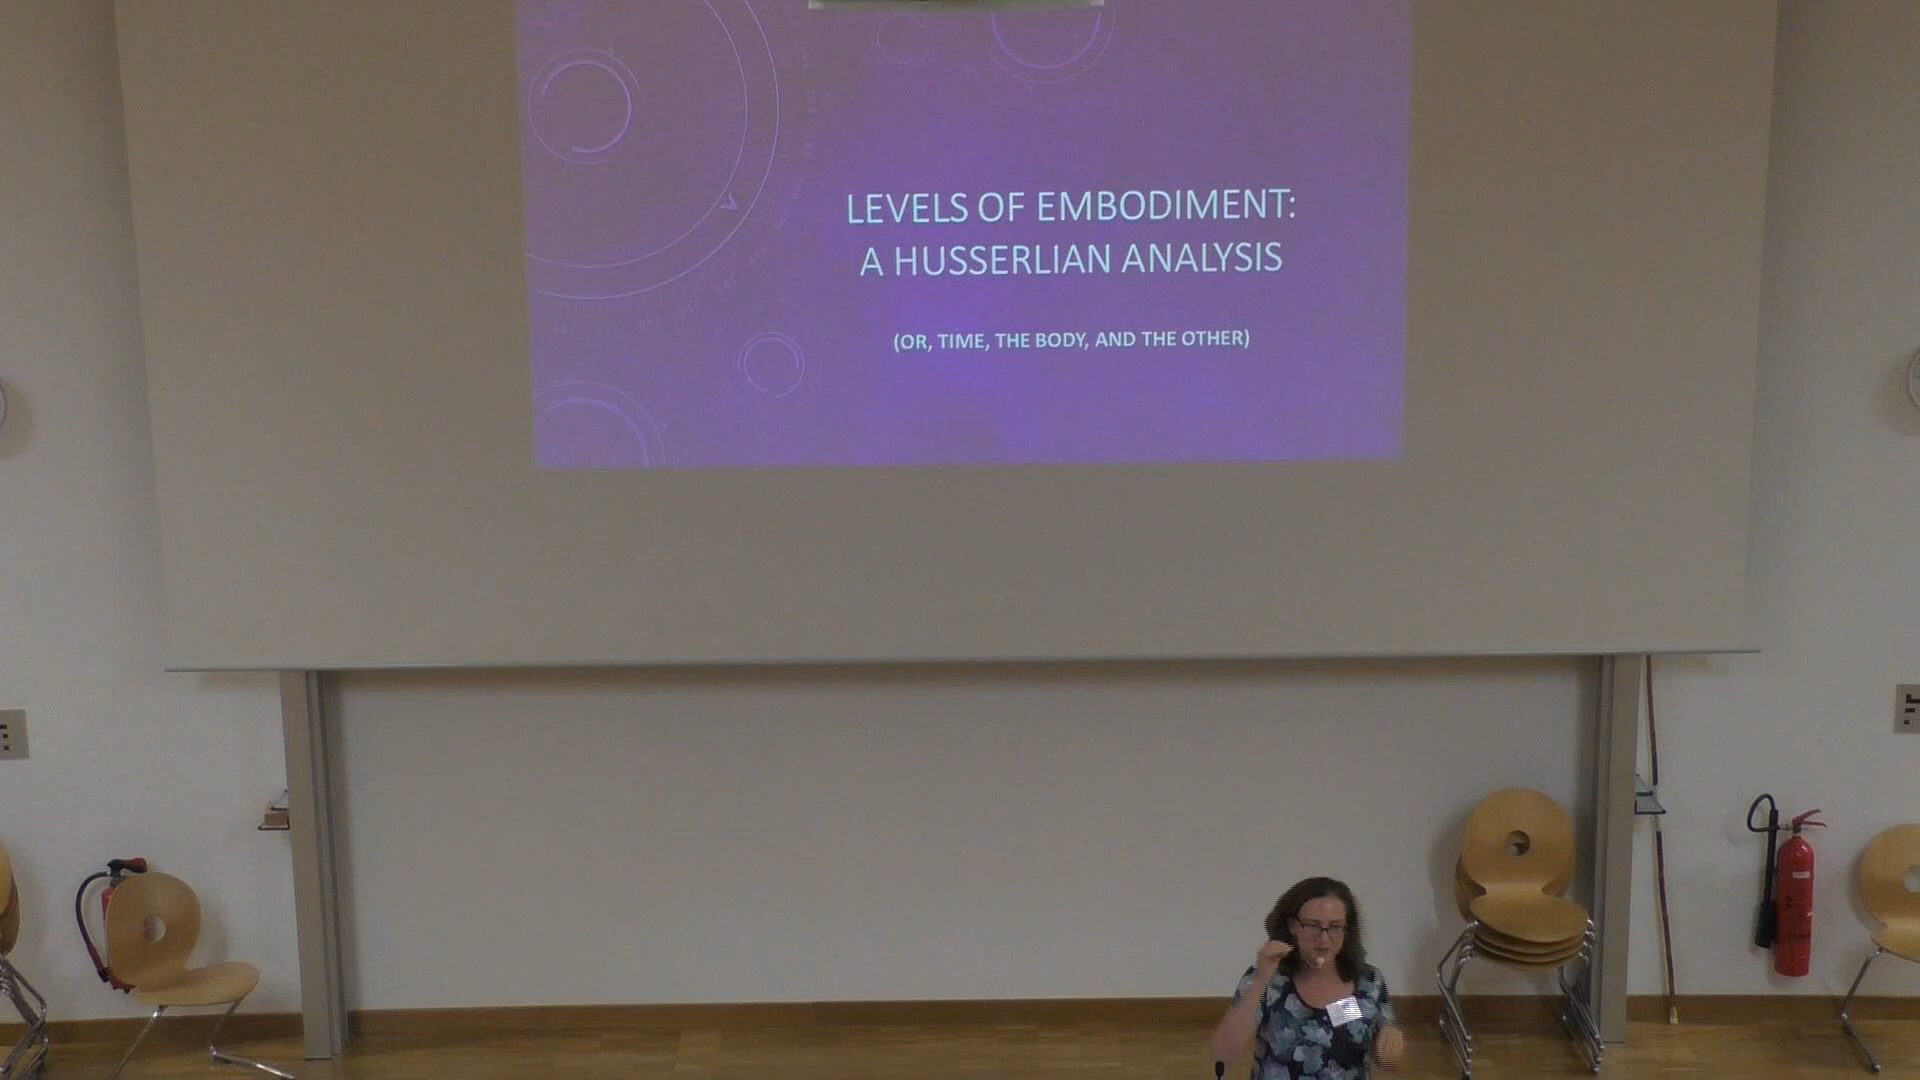 LEVELS OF EMBODIMENT:
A HUSSERLIAN ANALYSIS
(OR, TIME, THE BODY, AND THE OTHER)